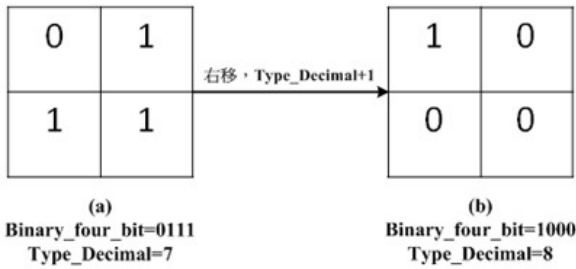 0 1
1 1
右移，Type_Decimal+1
1 0
0 0
(a)
Binary_four_bit=0111
Type_Decimal=7
(b)
Binary_four_bit=1000
Type_Decimal=8